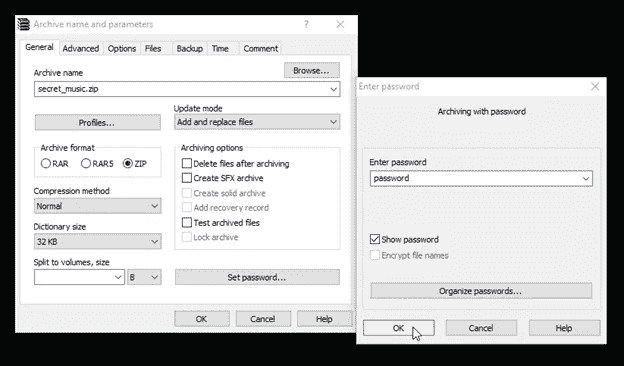 Archive name and parameters
?
General Advanced Options Files Backup Time Comment
Archive name
Browse...
secret_music.zip
Profiles...
Update mode
Add and replace files
Archive format
RAR RAR5 ZIP
Compression method
Normal
Dictionary size
32 KB
Split to volumes, size
B
Archiving options
Delete files after archiving
Create SFX archive
Create solid archive
Add recovery record
Test archived files
Lock archive
Set password...
OK Cancel Help
Enter password
Archiving with password
Enter password
password
Show password
Encrypt file names
Organize passwords...
OK Cancel Help